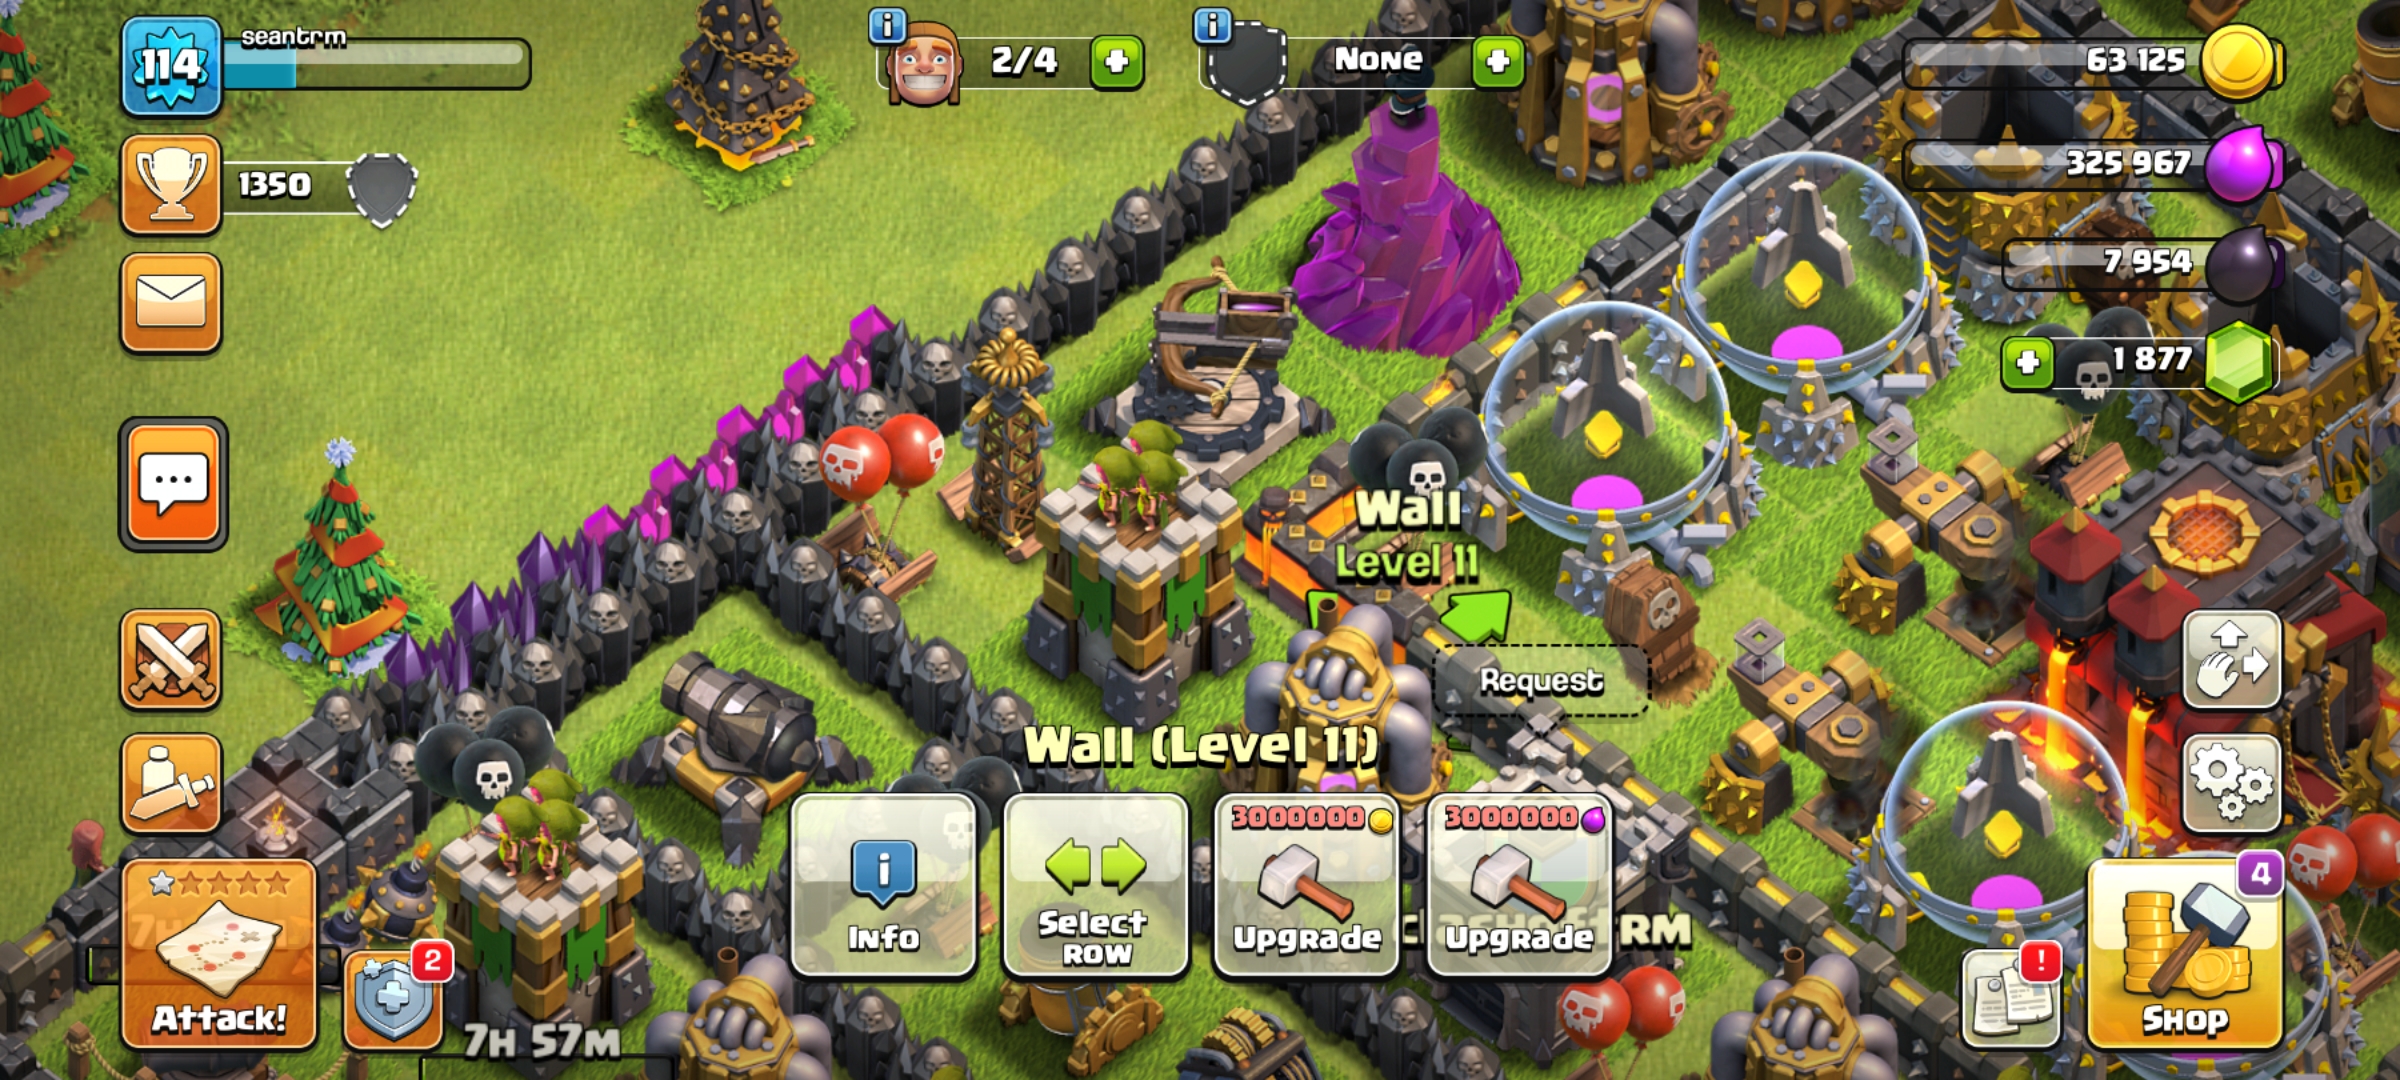 114
seantrm
2/4
None
63 125
1350
325 967
7 954
1 877
Wall
Level 11
Request
Wall (Level 11)
Info
Select
Row
3000000
Upgrade
3000000
Upgrade
RM
Attack!
2
7H 57M
!
4
Shop